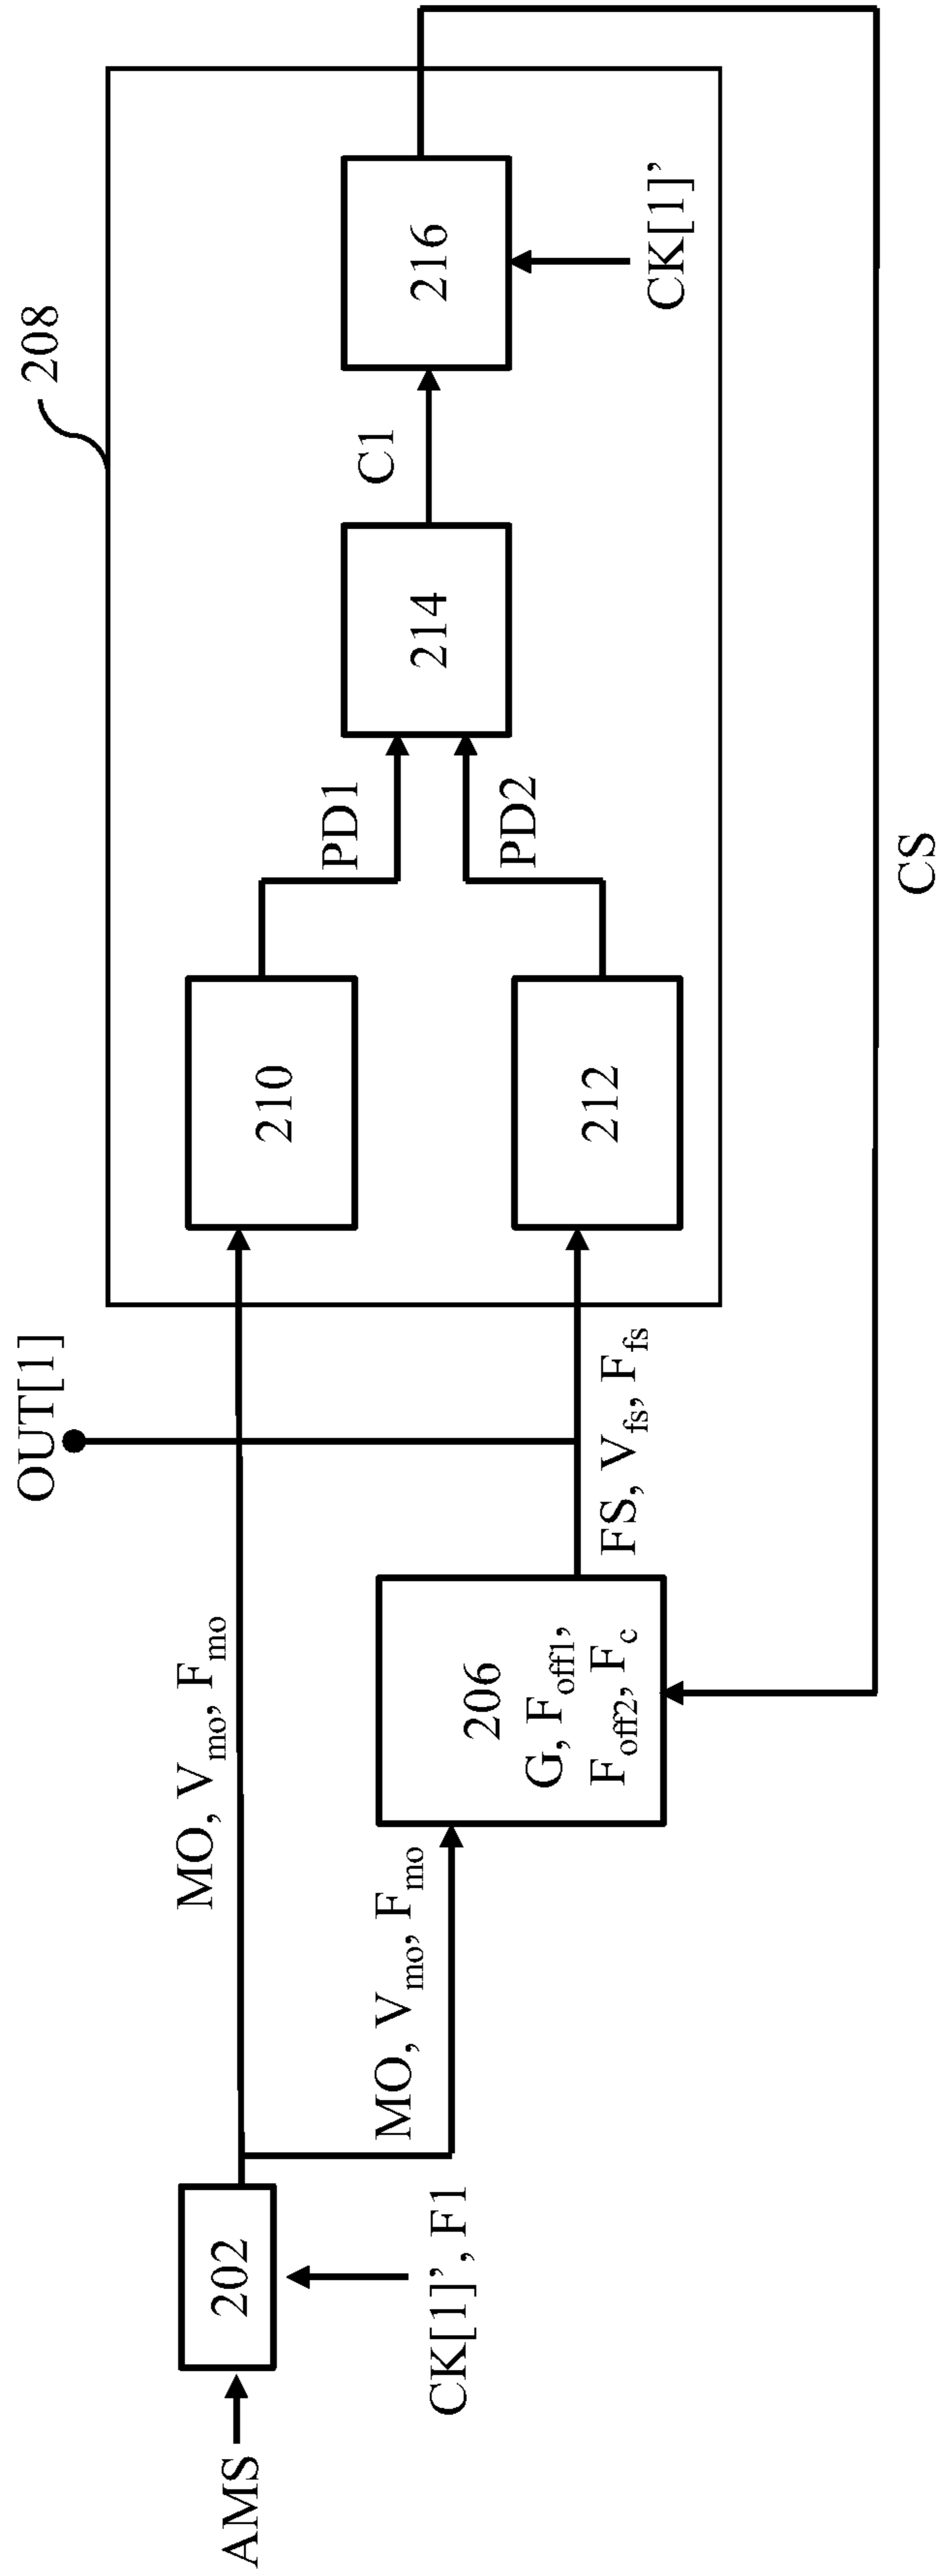 208
OUT[1]
MO, Vmo, Fmo
210
PD1
214
C1
216
CK[1]’
PD2
212
AMS
202
CK[1]’, F1
MO, Vmo, Fmo
206
G, Foff1,
Foff2, Fc
FS, Vfs, Ffs
CS